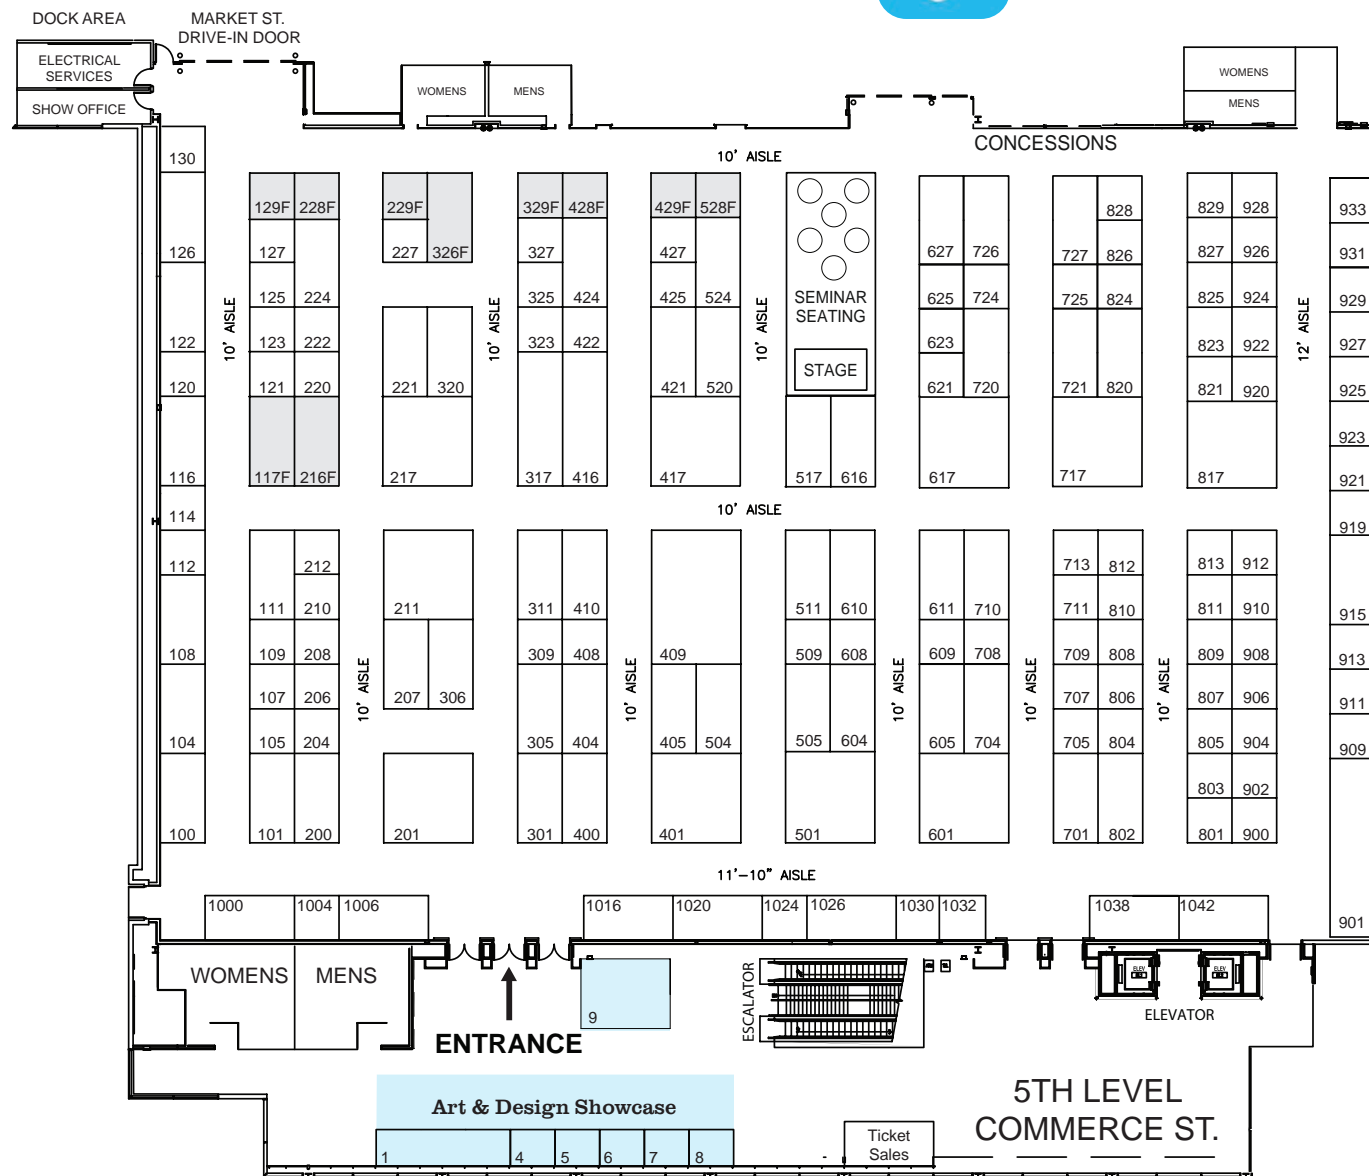 DOCK AREA
MARKET ST.
DRIVE-IN DOOR
ELECTRICAL
SERVICES
SHOW OFFICE
WOMENS MENS
WOMENS
MENS
CONCESSIONS
10' AISLE
130
129F 228F 229F 329F 428F 429F 528F 828 829 928 933
126 127 227 326F 327 427 627 726 727 826 827 926 931
125 224 325 424 425 524 625 724 725 824 825 924 929
SEMINAR
SEATING
10' AISLE
10' AISLE
10' AISLE
12' AISLE
122 123 222 323 422 623 823 922 927
STAGE
120 121 220 221 320 421 520 621 720 721 820 821 920 925
923
116 117F 216F 217 317 416 417 517 616 617 717 817 921
114
10' AISLE
919
112 212 713 812 813 912
111 210 211 311 410 511 610 611 710 711 810 811 910 915
108 109 208 309 408 409 509 608 609 708 709 808 809 908 913
10' AISLE
10' AISLE
10' AISLE
10' AISLE
10' AISLE
107 206 207 306 707 806 807 906 911
104 105 204 305 404 405 504 505 604 605 704 705 804 805 904 909
803 902
100 101 200 201 301 400 401 501 601 701 802 801 900
11'-10" AISLE
1000 1004 1006 1016 1020 1024 1026 1030 1032 1038 1042
901
WOMENS MENS
ESCALATOR
ELEV
ELEV
ELEVATOR
9
ENTRANCE
Art & Design Showcase
1 4 5 6 7 8
Ticket
Sales
5TH LEVEL
COMMERCE ST.